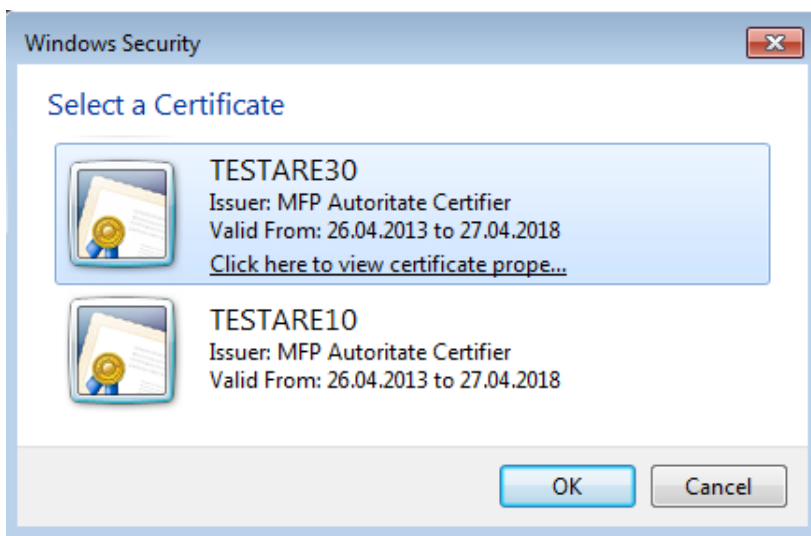 Windows Security
Select a Certificate
TESTARE30
Issuer: MFP Autoritate Certifier
Valid From: 26.04.2013 to 27.04.2018
Click here to view certificate prope...
TESTARE10
Issuer: MFP Autoritate Certifier
Valid From: 26.04.2013 to 27.04.2018
OK
Cancel